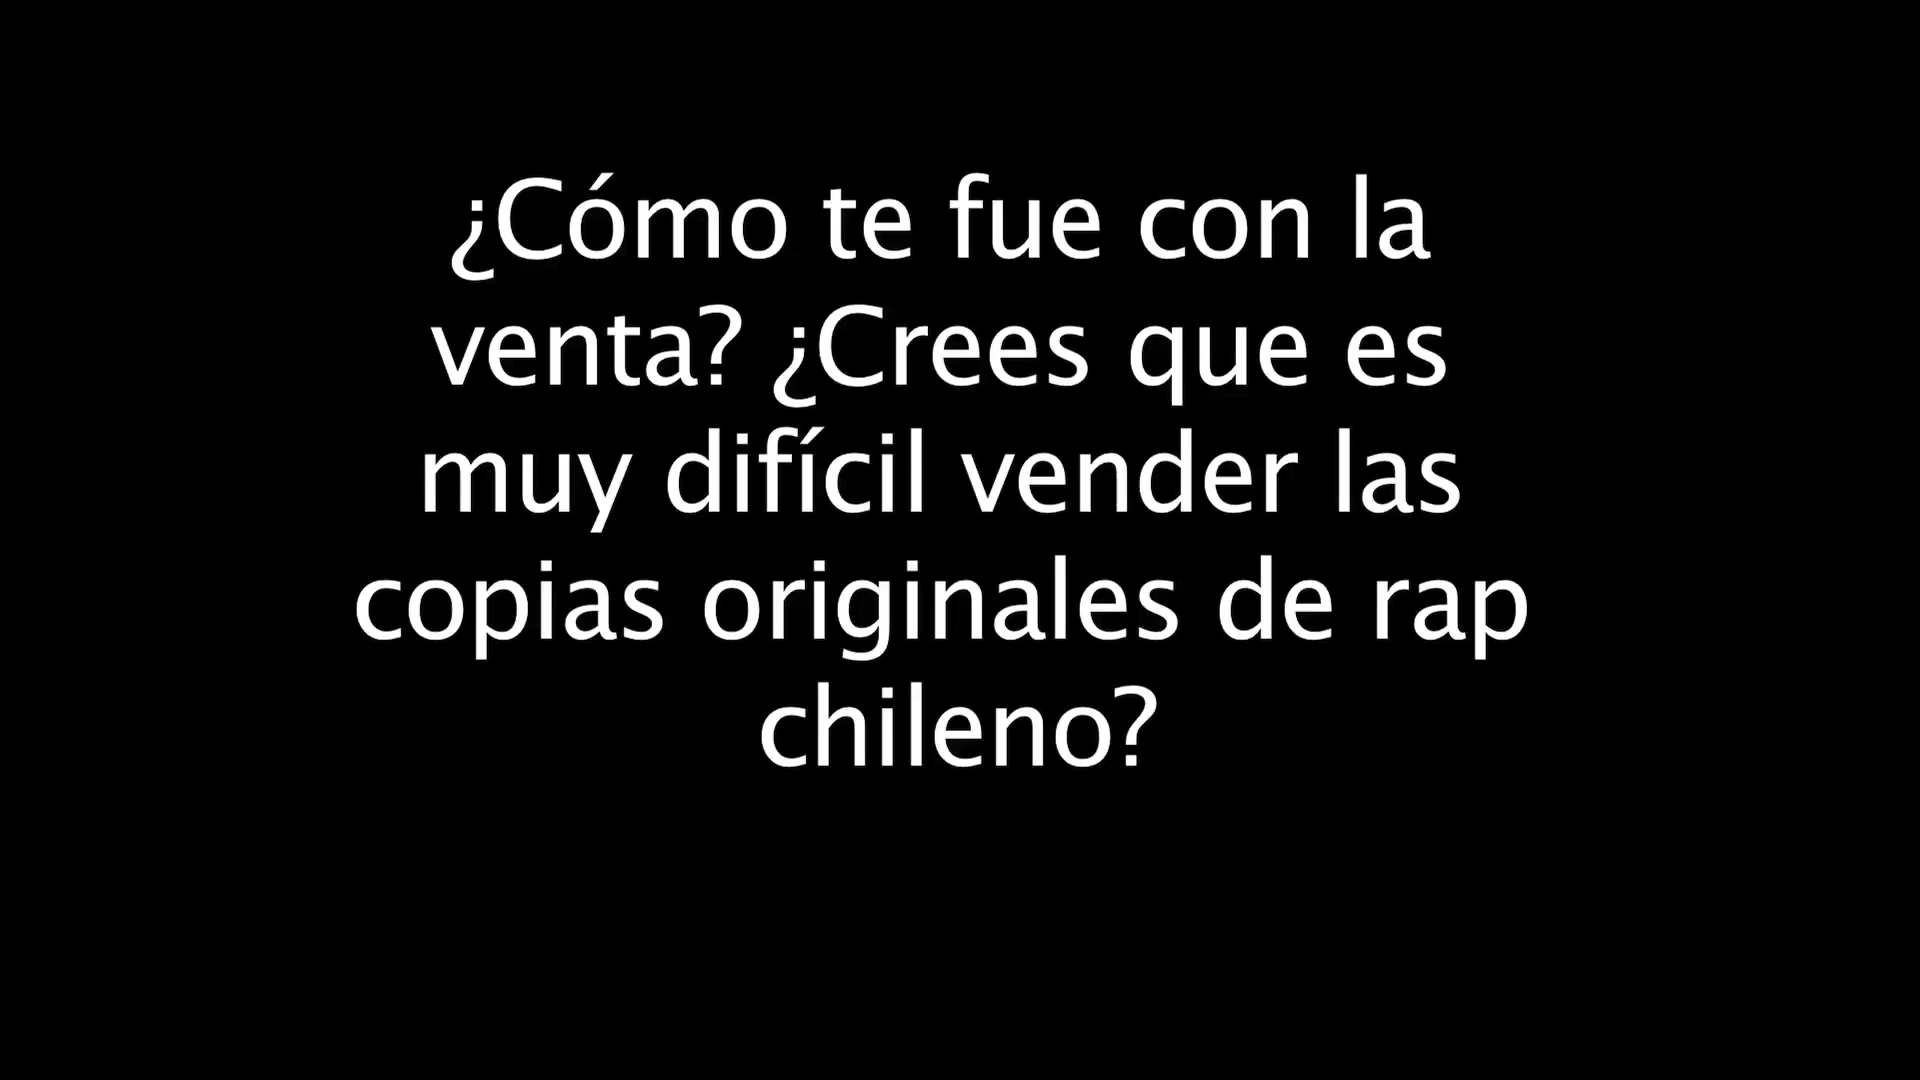 ¿Cómo te fue con la
venta? ¿Crees que es
muy difícil vender las
copias originales de rap
chileno?